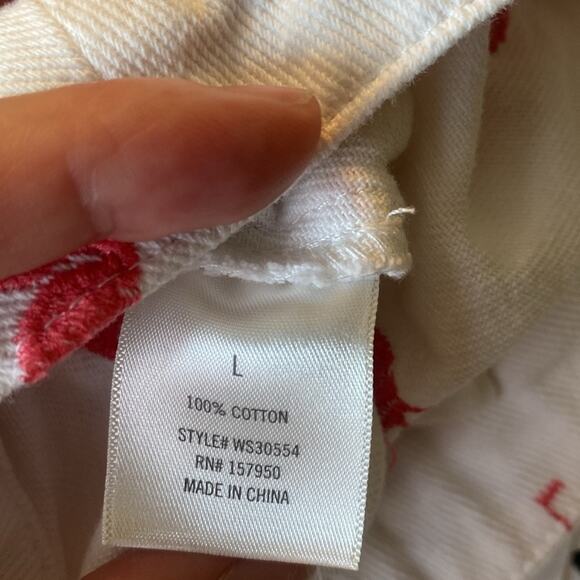 L
100% COTTON
STYLE# WS30554
RN# 157950
MADE IN CHINA